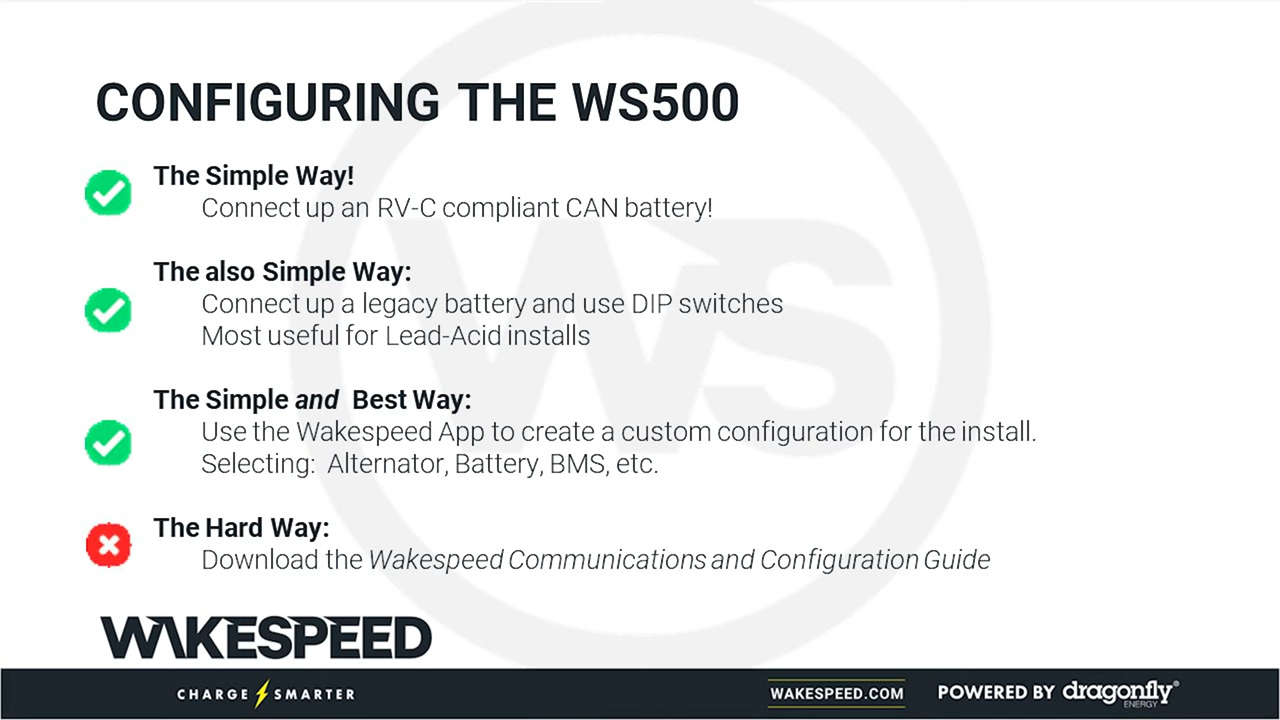 CONFIGURING THE WS500
The Simple Way!
Connect up an RV-C compliant CAN battery!
The also Simple Way:
Connect up a legacy battery and use DIP switches
Most useful for Lead-Acid installs
The Simple and Best Way:
Use the Wakespeed App to create a custom configuration for the install.
Selecting: Alternator, Battery, BMS, etc.
The Hard Way:
Download the Wakespeed Communications and Configuration Guide
WS
WAKESPEED
CHARGE SMARTER
WAKESPEED.COM
POWERED BY dragonfly®
ENERGY